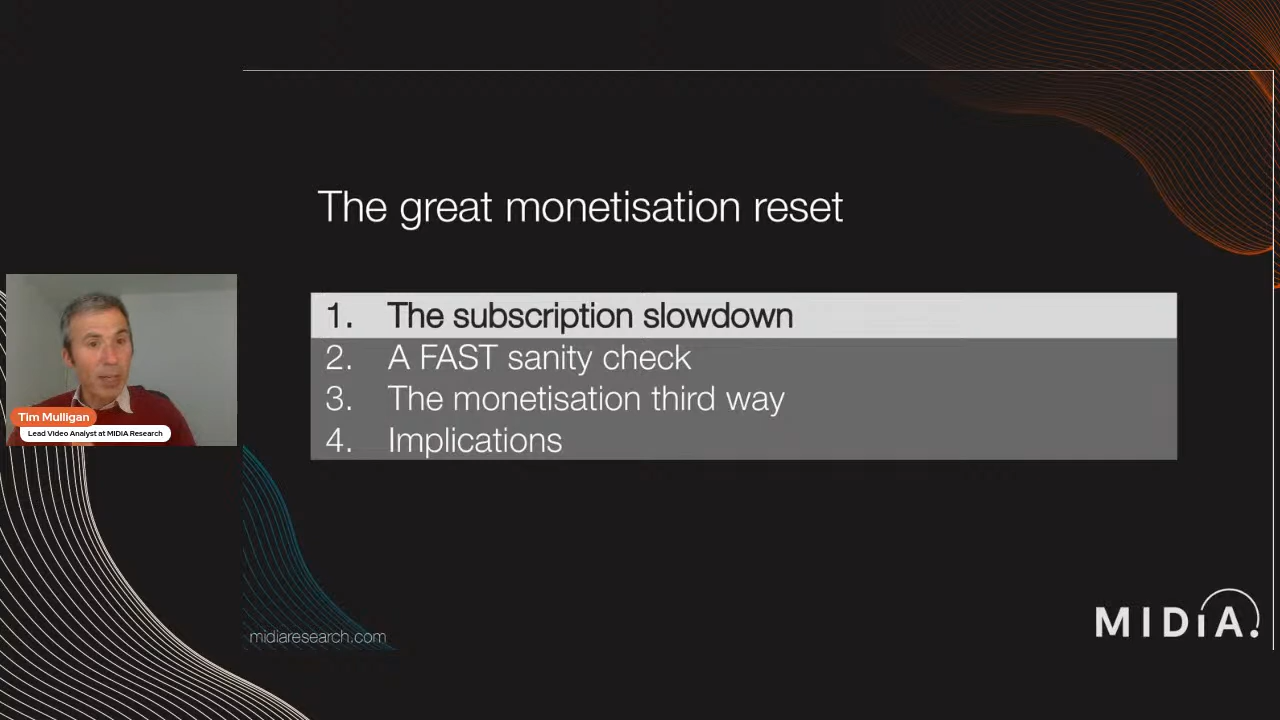 The great monetisation reset
1. The subscription slowdown
2. A FAST sanity check
3. The monetisation third way
4. Implications
Tim Mulligan
Lead Video Analyst at MIDiA Research
midiaresearch.com
MIDiA.